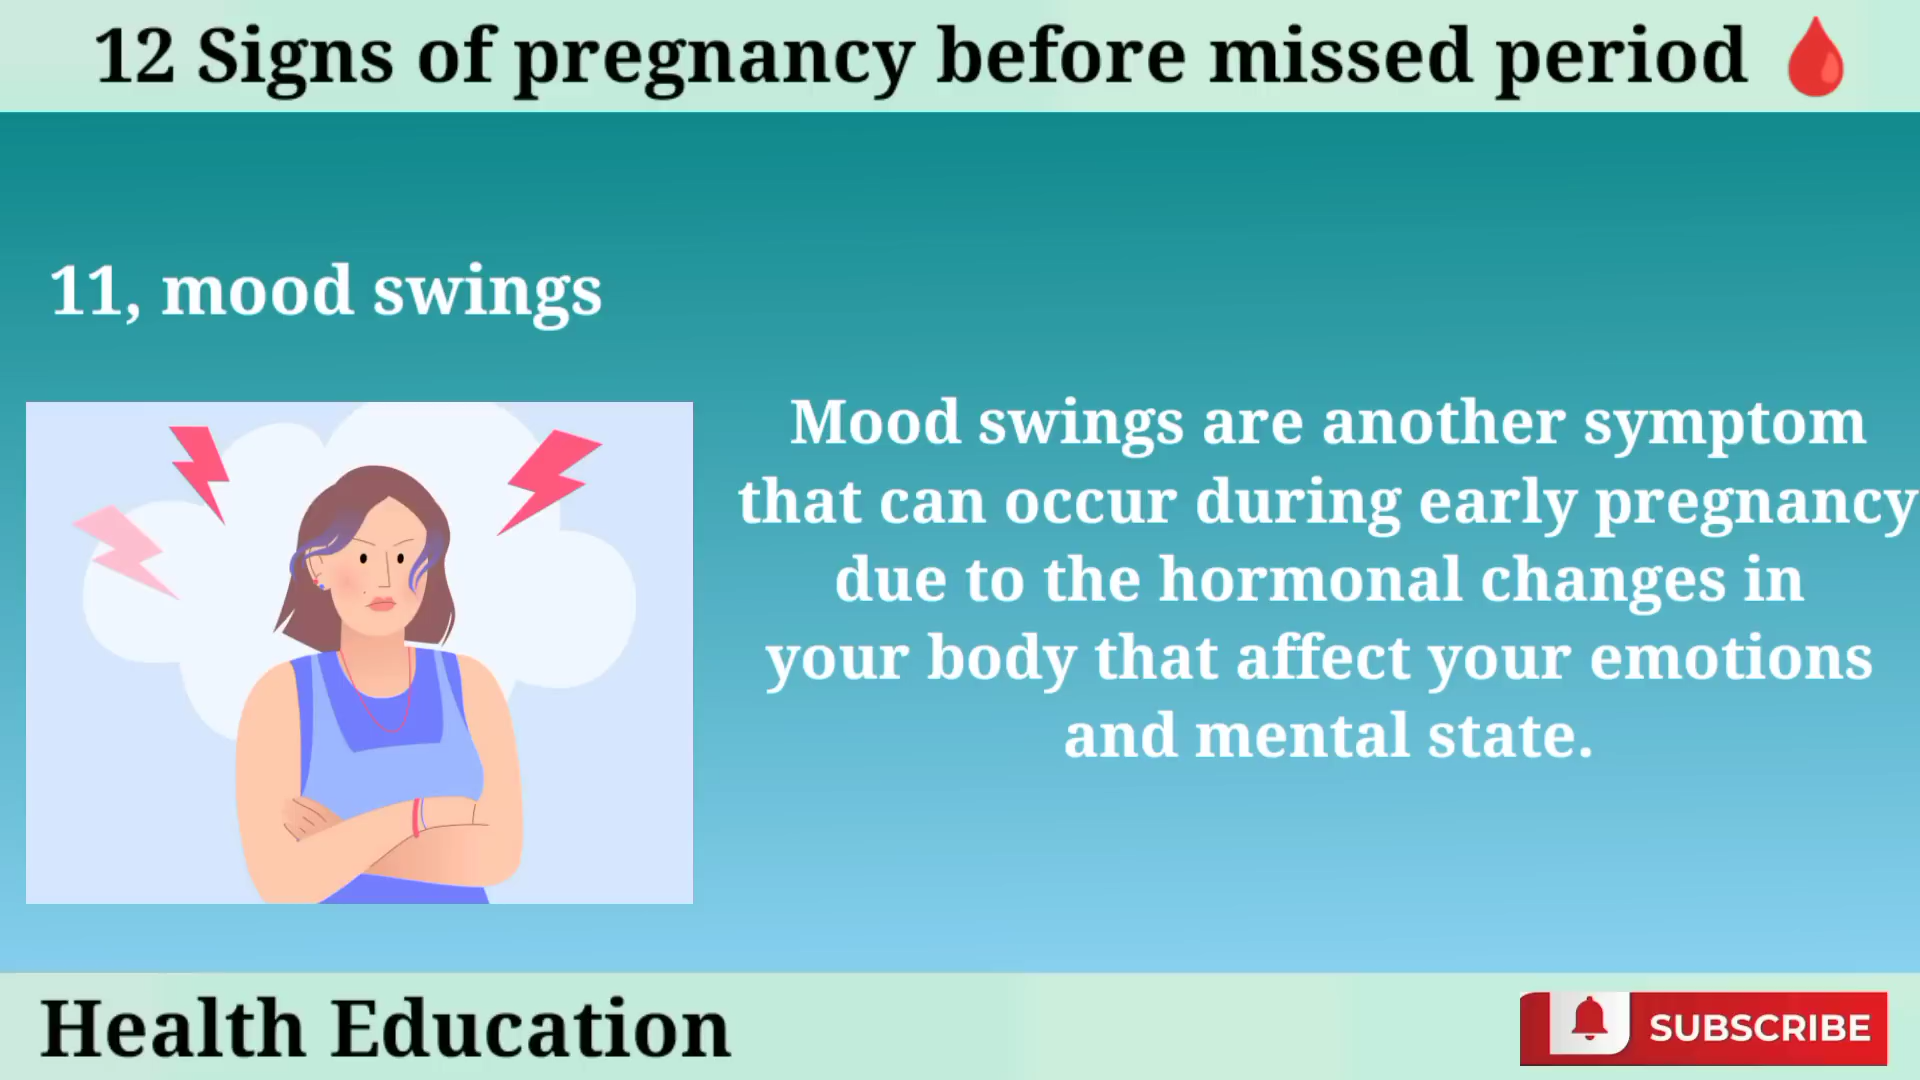 12 Signs of pregnancy before missed period 🩸
11, mood swings
Mood swings are another symptom
that can occur during early pregnancy
due to the hormonal changes in
your body that affect your emotions
and mental state.
Health Education
SUBSCRIBE